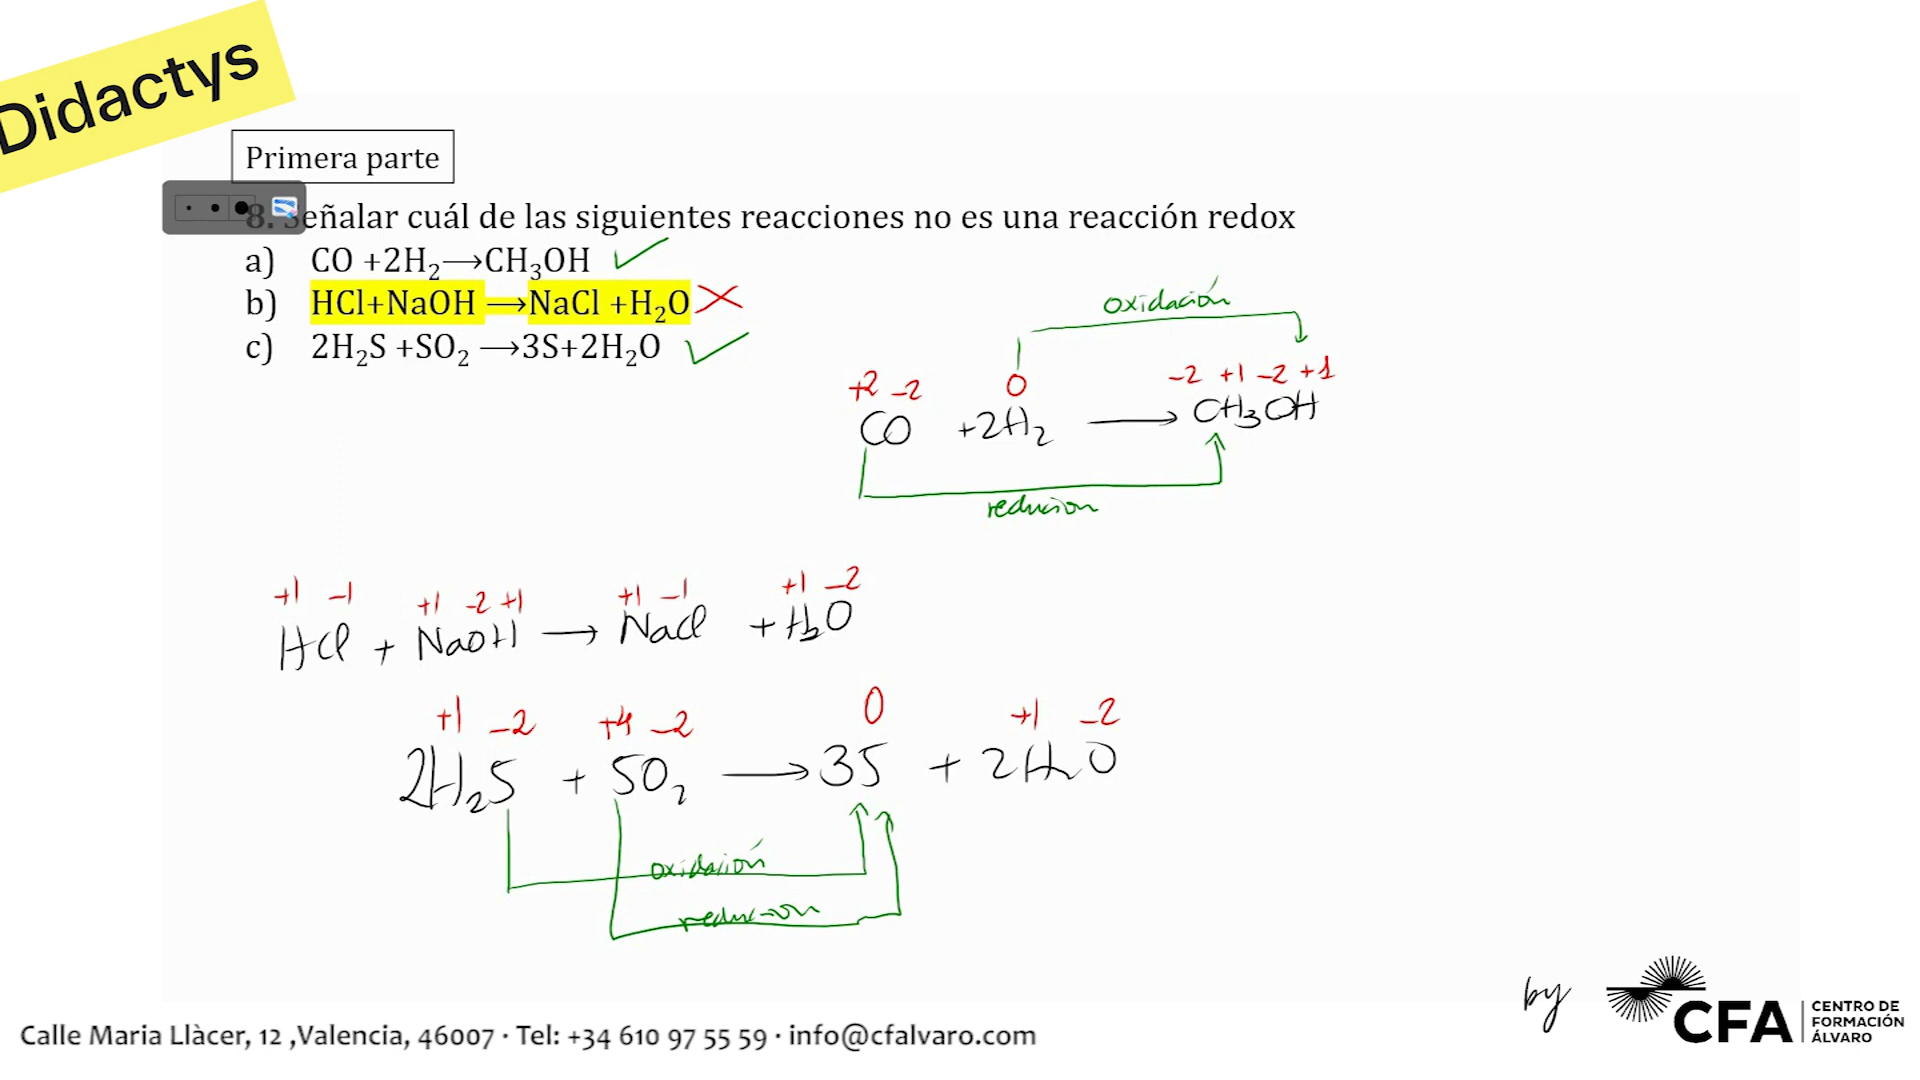 Didactys
Primera parte
8. Señalar cuál de las siguientes reacciones no es una reacción redox
a) CO +2H₂⟶CH₃OH ✓
b) HCl+NaOH ⟶NaCl +H₂O ✗
c) 2H₂S +SO₂ ⟶3S+2H₂O ✓
oxidación
+2 -2 0 -2 +1 -2 +1
CO +2H₂ ⟶ CH₃OH
reducion
+1 -1 +1 -2 +1 +1 -1 +1 -2
HCl + NaOH ⟶ NaCl + H₂O
+1 -2 +4 -2 0 +1 -2
2H₂S + SO₂ ⟶ 3S + 2H₂O
oxidación
reducion
by
CFA
CENTRO DE
FORMACIÓN
ÁLVARO
Calle Maria Llàcer, 12 ,Valencia, 46007 · Tel: +34 610 97 55 59 · info@cfalvaro.com